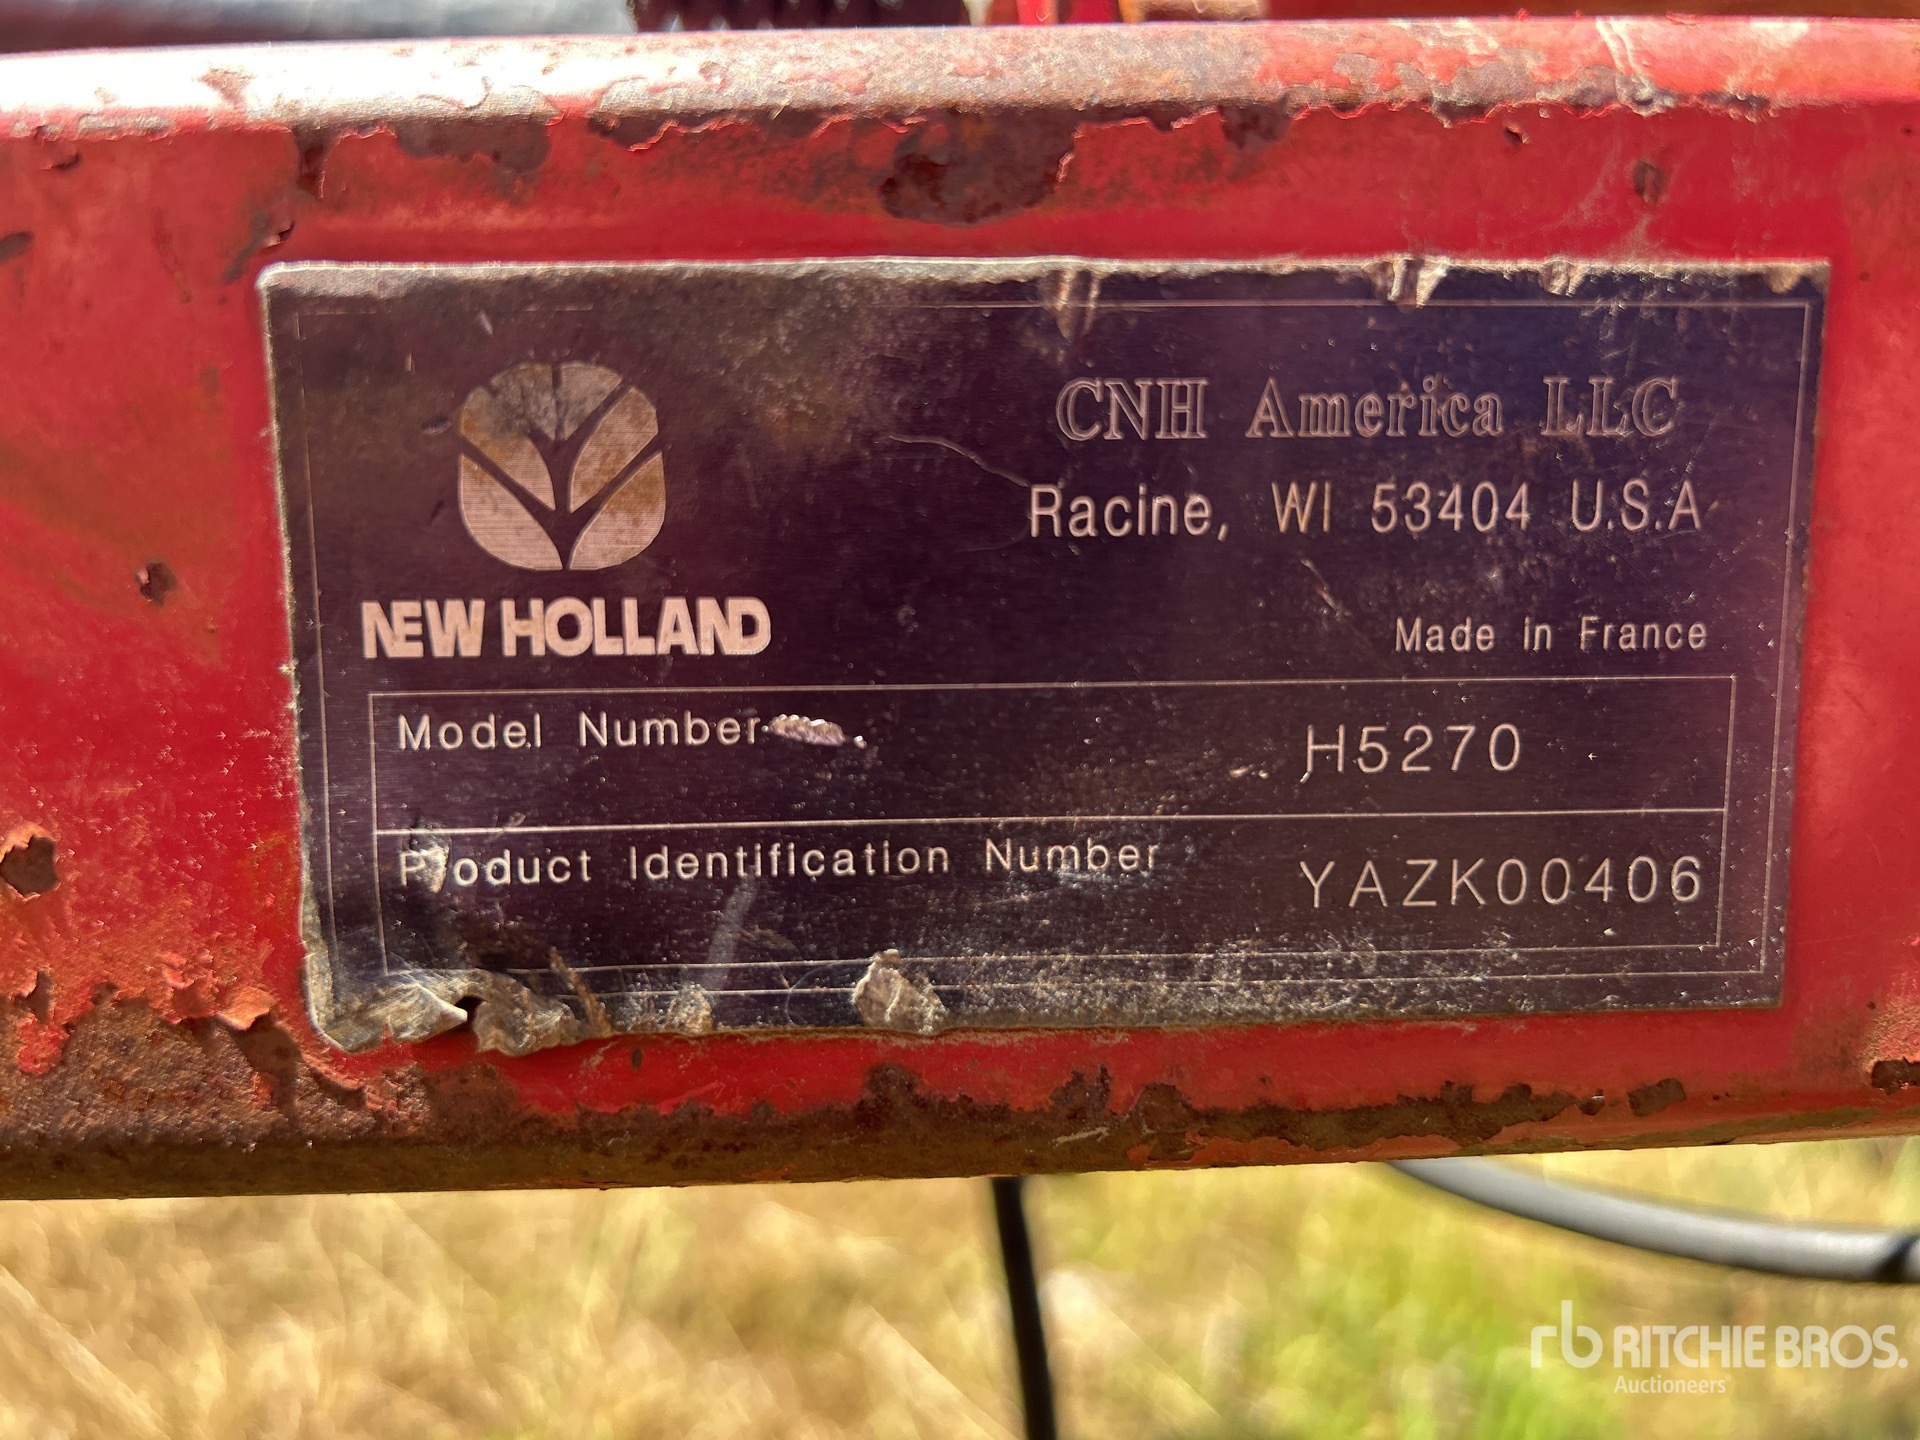 CNH America LLC
Racine, WI 53404 U.S.A
Made in France
NEW HOLLAND
Model Number H5270
Product Identification Number YAZK00406
rb RITCHIE BROS.
Auctioneers